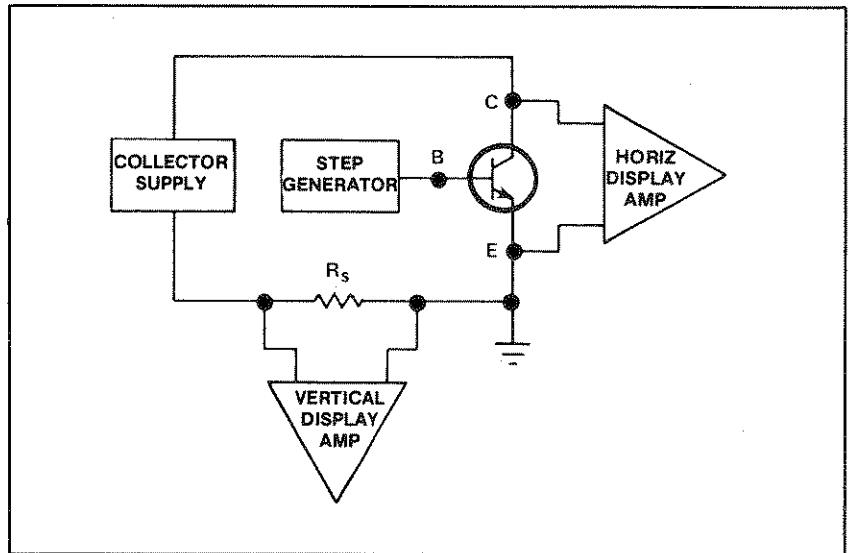 C
COLLECTOR
SUPPLY
STEP
GENERATOR
B
HORIZ
DISPLAY
AMP
E
Rs
VERTICAL
DISPLAY
AMP